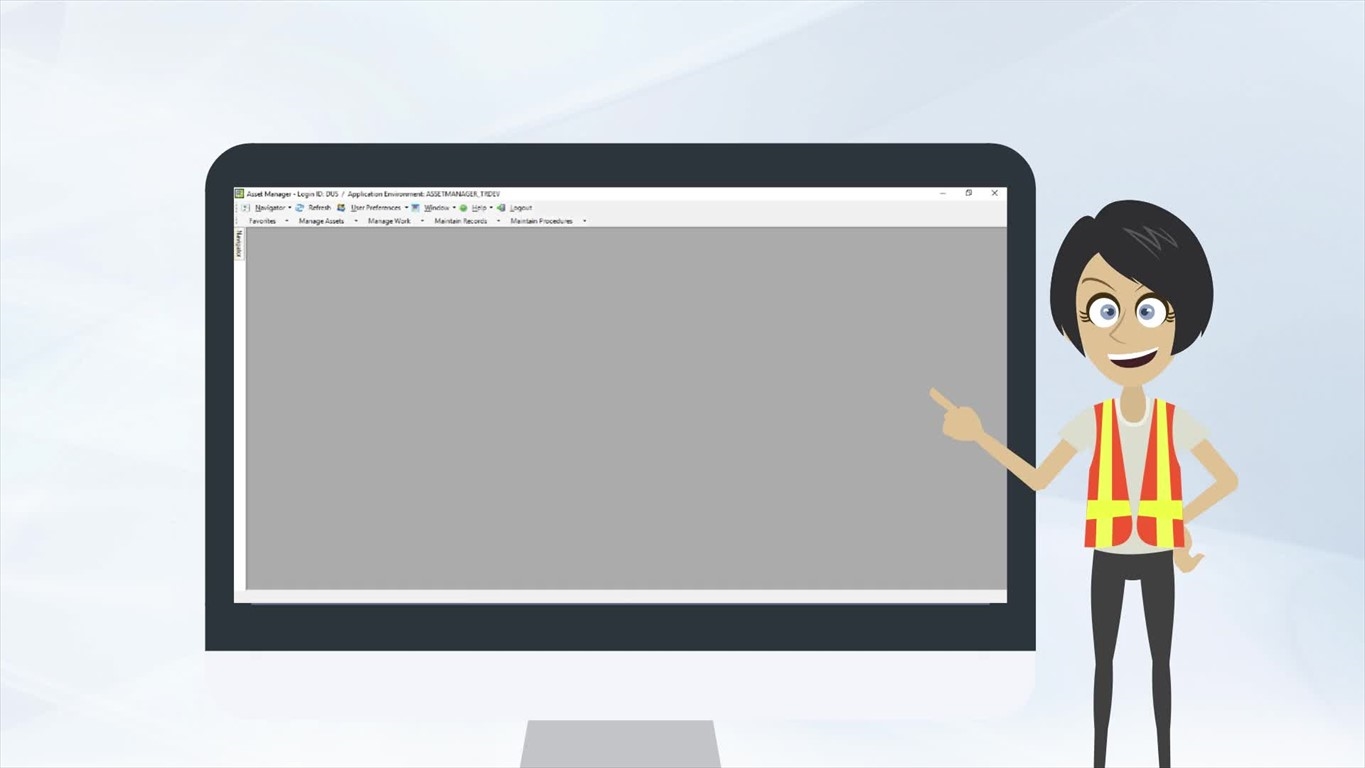 Asset Manager - Login ID: DUS / Application Environment: ASSETMANAGER_TRDEV
Navigator Refresh User Preferences Window Help Logout
Favorites Manage Assets Manage Work Maintain Records Maintain Procedures
Navigator